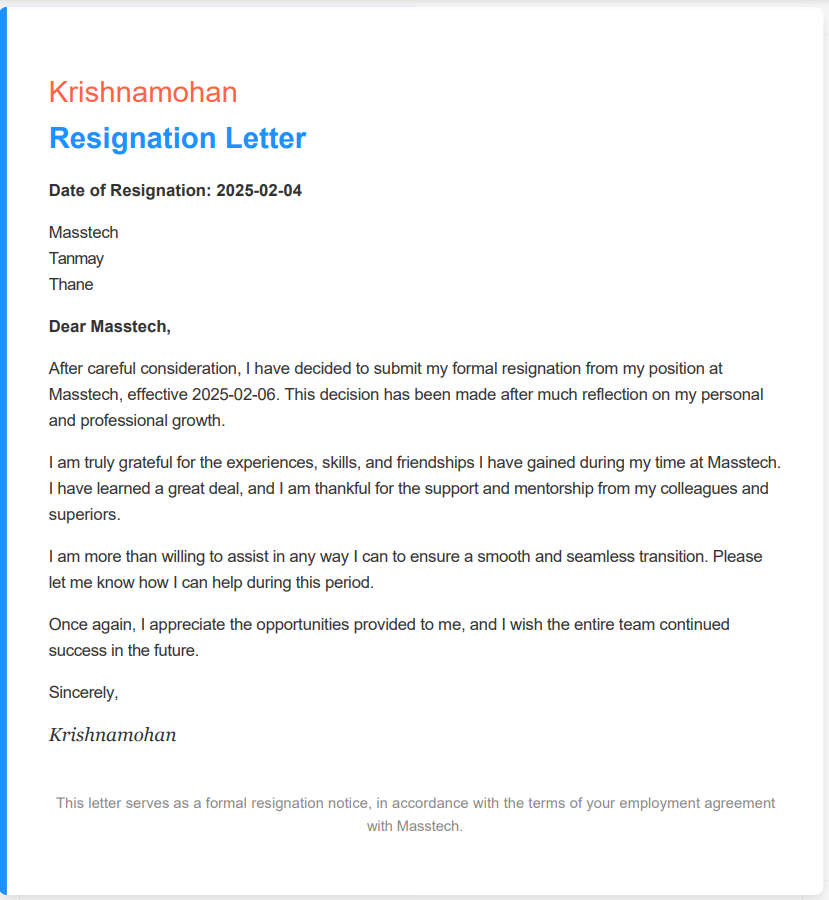 Krishnamohan
Resignation Letter
Date of Resignation: 2025-02-04
Masstech
Tanmay
Thane
Dear Masstech,
After careful consideration, I have decided to submit my formal resignation from my position at
Masstech, effective 2025-02-06. This decision has been made after much reflection on my personal
and professional growth.
I am truly grateful for the experiences, skills, and friendships I have gained during my time at Masstech.
I have learned a great deal, and I am thankful for the support and mentorship from my colleagues and
superiors.
I am more than willing to assist in any way I can to ensure a smooth and seamless transition. Please
let me know how I can help during this period.
Once again, I appreciate the opportunities provided to me, and I wish the entire team continued
success in the future.
Sincerely,
Krishnamohan
This letter serves as a formal resignation notice, in accordance with the terms of your employment agreement
with Masstech.